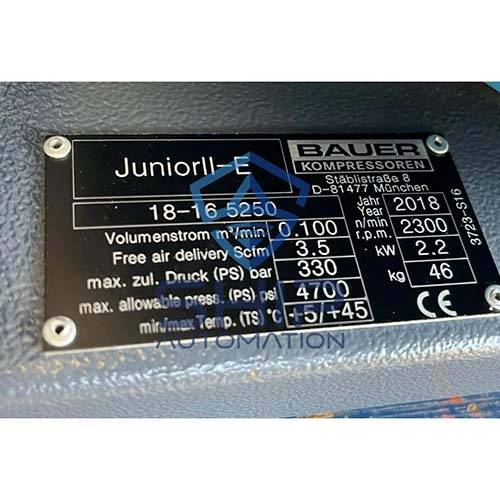 JuniorII-E
BAUER
KOMPRESSOREN
Stäblistraße 8
D-81477 München
18-16 5250
Jahr
Year
2018
Volumenstrom m³/min
0.100
n/min
r.p.m.
2300
Free air delivery Scfm
3.5
kW
2.2
max. zul. Druck (PS) bar
330
kg
46
max. allowable press. (PS) psi
4700
min/max Temp. (TS) °C
+5/+45
CE
3723-S16
AUTOMATION